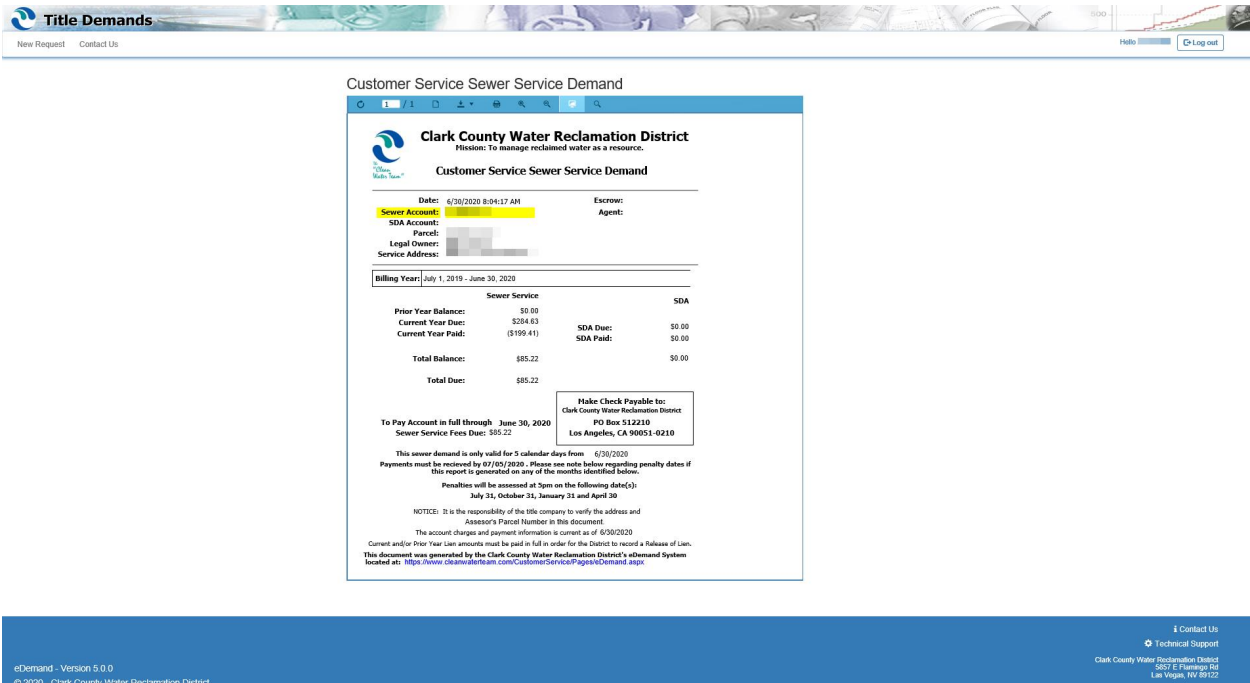 Title Demands
New Request Contact Us
Hello
Log out
Customer Service Sewer Service Demand
1 / 1
Clark County Water Reclamation District
Mission: To manage reclaimed water as a resource.
Customer Service Sewer Service Demand
The
"Clean
Water Team"
Date: 6/30/2020 8:04:17 AM Escrow:
Sewer Account: Agent:
SDA Account:
Parcel:
Legal Owner:
Service Address:
Billing Year: July 1, 2019 - June 30, 2020
Sewer Service SDA
Prior Year Balance: $0.00
Current Year Due: $284.63 SDA Due: $0.00
Current Year Paid: ($199.41) SDA Paid: $0.00
Total Balance: $85.22 $0.00
Total Due: $85.22
Make Check Payable to:
Clark County Water Reclamation District
PO Box 512210
Los Angeles, CA 90051-0210
To Pay Account in full through June 30, 2020
Sewer Service Fees Due: $85.22
This sewer demand is only valid for 5 calendar days from 6/30/2020
Payments must be recieved by 07/05/2020 . Please see note below regarding penalty dates if
this report is generated on any of the months identified below.
Penalties will be assessed at 5pm on the following date(s):
July 31, October 31, January 31 and April 30
NOTICE: It is the responsibility of the title company to verify the address and
Assesor's Parcel Number in this document.
The account charges and payment information is current as of 6/30/2020
Current and/or Prior Year Lien amounts must be paid in full in order for the District to record a Release of Lien.
This document was generated by the Clark County Water Reclamation District's eDemand System
located at: https://www.cleanwaterteam.com/CustomerService/Pages/eDemand.aspx
Contact Us
Technical Support
Clark County Water Reclamation District
5857 E Flamingo Rd
Las Vegas, NV 89122
eDemand - Version 5.0.0
© 2020 - Clark County Water Reclamation District